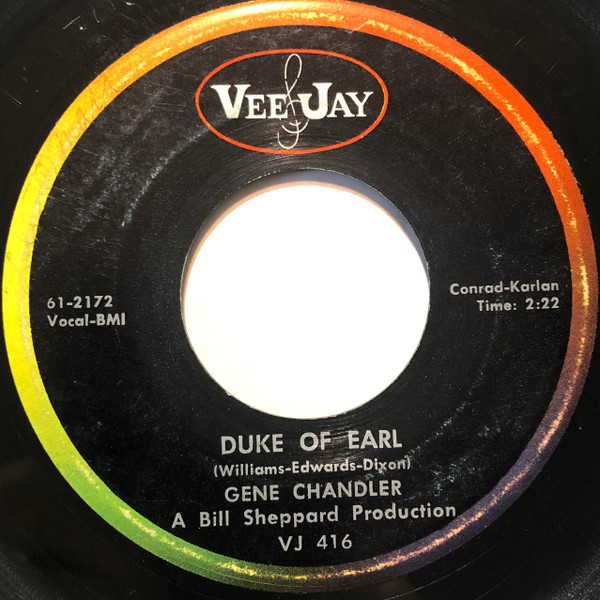 VEE JAY
61-2172
Vocal-BMI
Conrad-Karlan
Time: 2:22
DUKE OF EARL
(Williams-Edwards-Dixon)
GENE CHANDLER
A Bill Sheppard Production
VJ 416